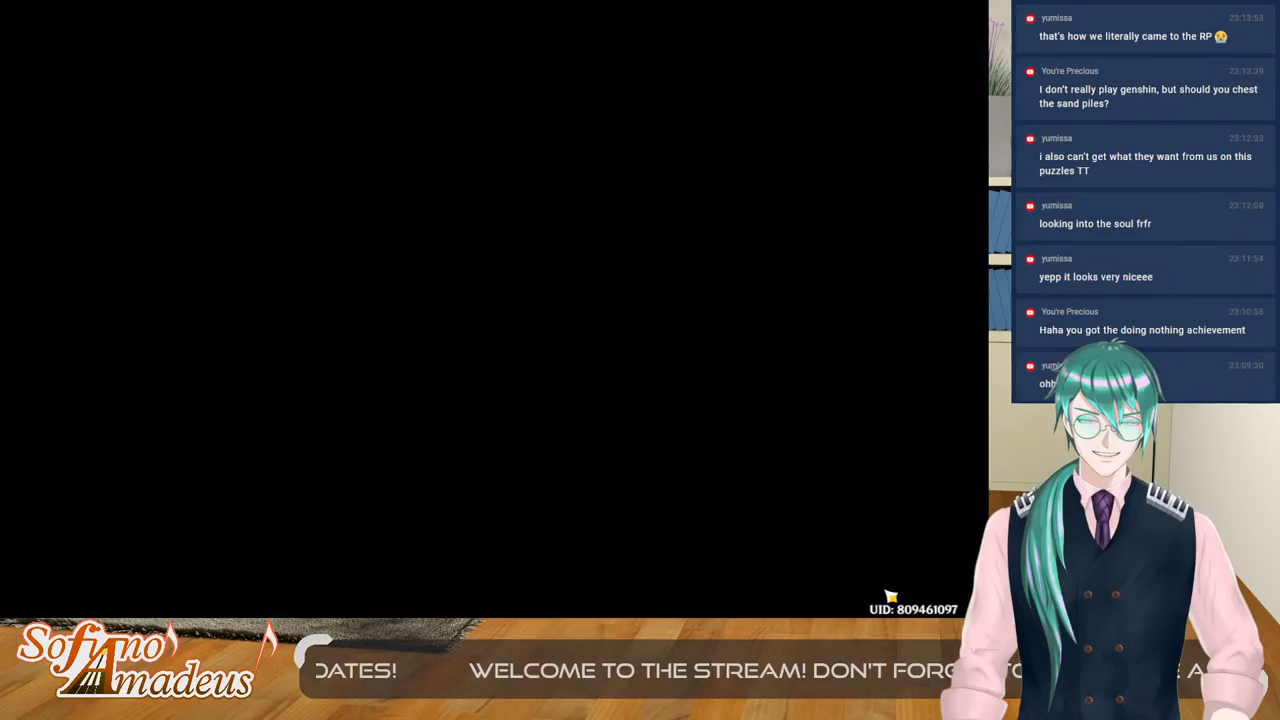 yumissa 23:13:53
that's how we literally came to the RP 😭
You're Precious 23:13:39
I don't really play genshin, but should you chest
the sand piles?
yumissa 23:12:33
i also can't get what they want from us on this
puzzles TT
yumissa 23:12:08
looking into the soul frfr
yumissa 23:11:54
yepp it looks very niceee
You're Precious 23:10:36
Haha you got the doing nothing achievement
23:09:30
UID: 809461097
Sofiano
Amadeus
DATES! WELCOME TO THE STREAM! DON'T